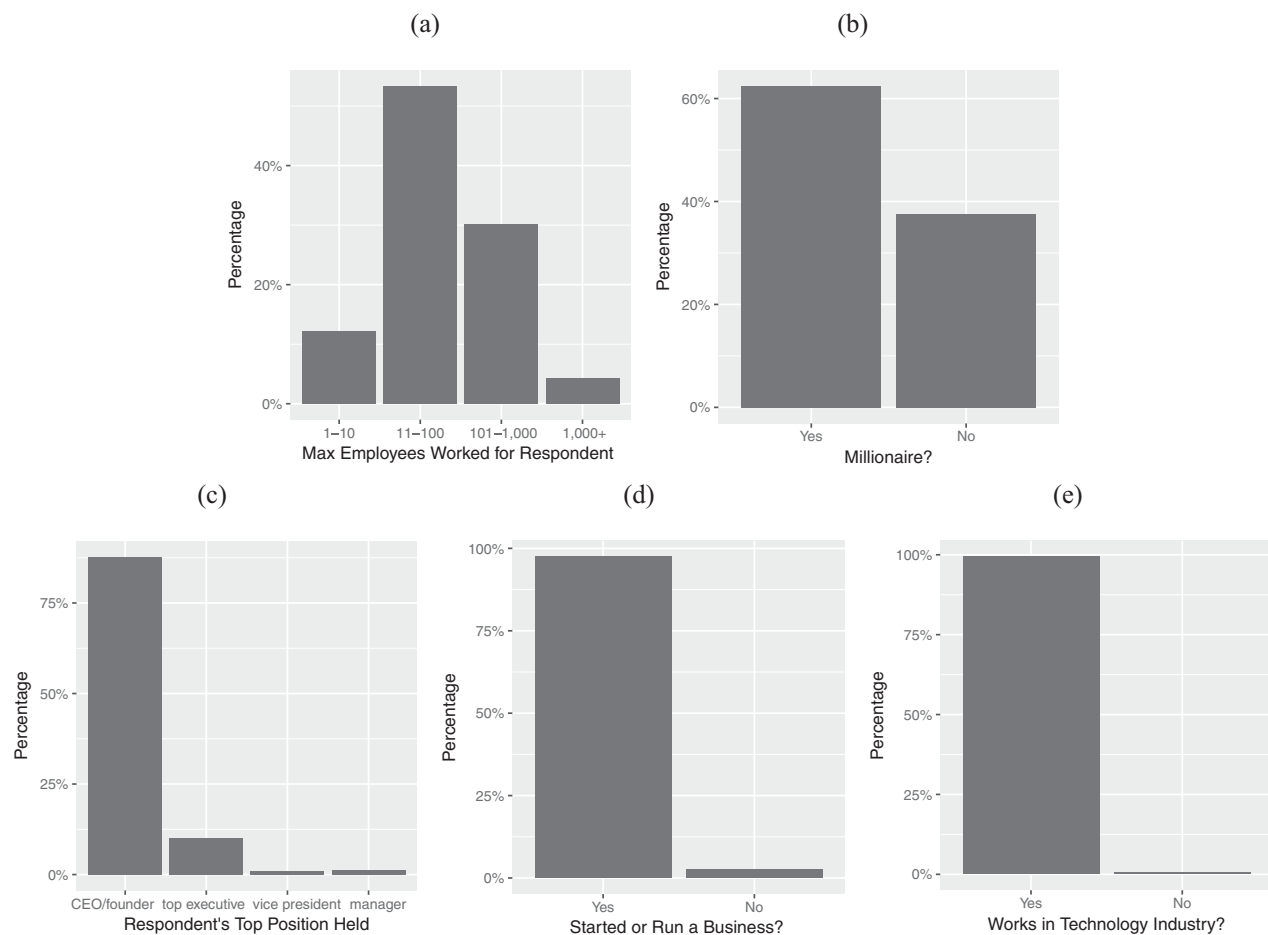 (a)
(b)
Percentage
40%
20%
0%
1–10 11–100 101–1,000 1,000+
Max Employees Worked for Respondent
Percentage
60%
40%
20%
0%
Yes No
Millionaire?
(c)
(d)
(e)
Percentage
75%
50%
25%
0%
CEO/founder top executive vice president manager
Respondent's Top Position Held
Percentage
100%
75%
50%
25%
0%
Yes No
Started or Run a Business?
Percentage
100%
75%
50%
25%
0%
Yes No
Works in Technology Industry?